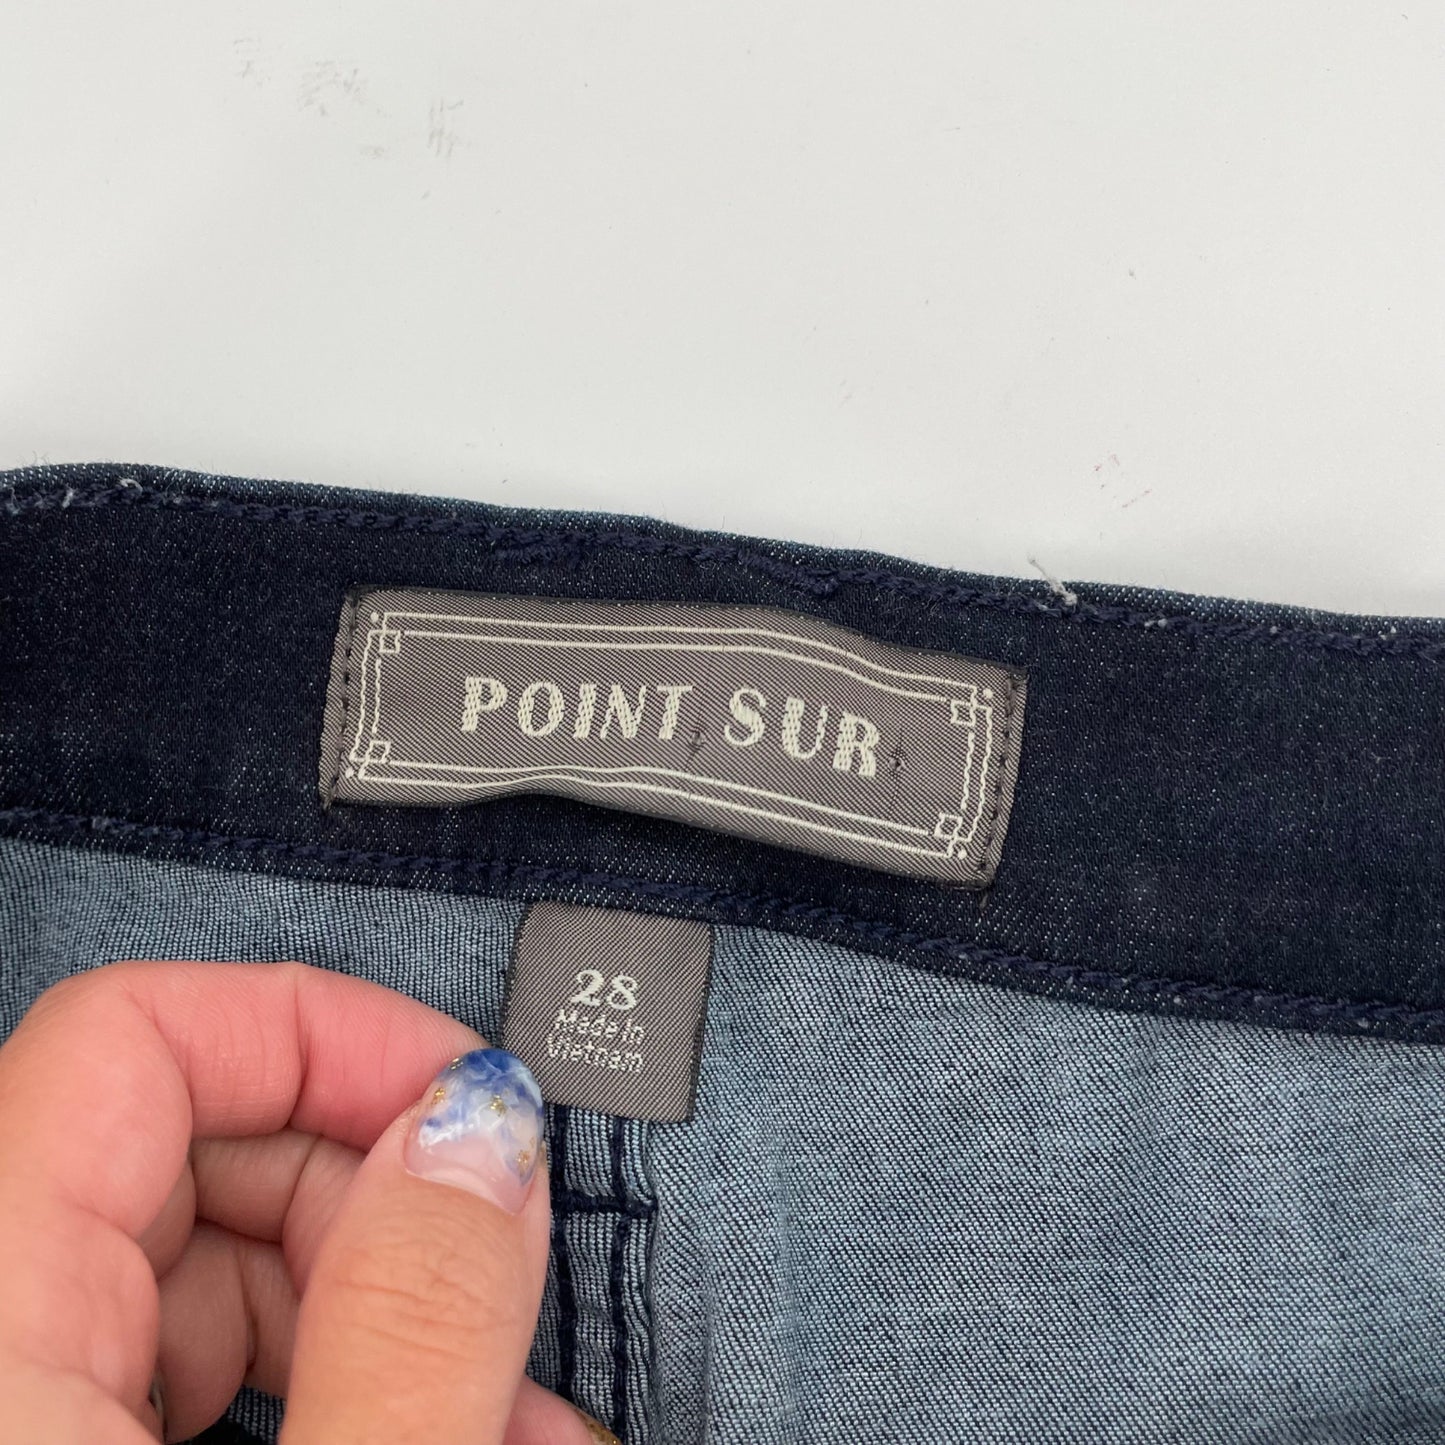 POINT SUR
28
Made in
Vietnam